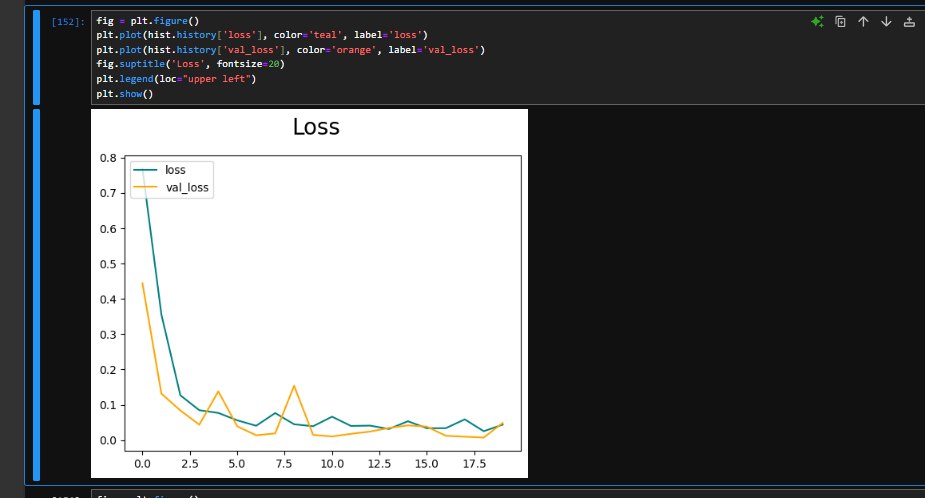 [152]:
fig = plt.figure()
plt.plot(hist.history['loss'], color='teal', label='loss')
plt.plot(hist.history['val_loss'], color='orange', label='val_loss')
fig.suptitle('Loss', fontsize=20)
plt.legend(loc="upper left")
plt.show()
Loss
loss
val_loss
0.8
0.7
0.6
0.5
0.4
0.3
0.2
0.1
0.0
0.0 2.5 5.0 7.5 10.0 12.5 15.0 17.5